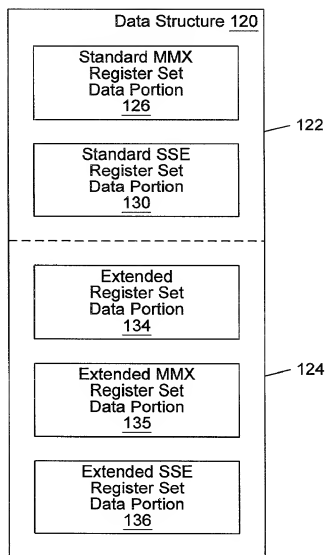 Data Structure 120
Standard MMX
Register Set
Data Portion
126
122
Standard SSE
Register Set
Data Portion
130
Extended
Register Set
Data Portion
134
Extended MMX
Register Set
Data Portion
135
124
Extended SSE
Register Set
Data Portion
136